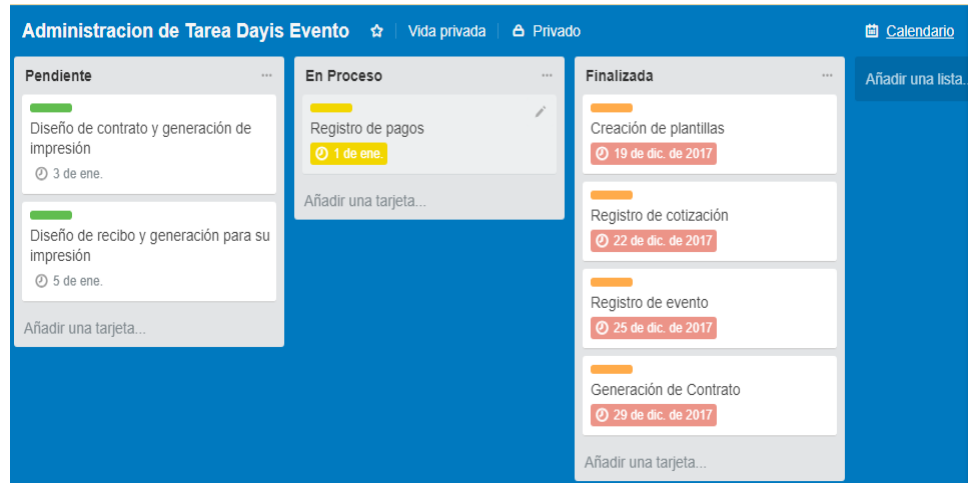 Administracion de Tarea Dayis Evento
Vida privada
Privado
Calendario
Pendiente
Diseño de contrato y generación de
impresión
3 de ene.
Diseño de recibo y generación para su
impresión
5 de ene.
Añadir una tarjeta...
En Proceso
Registro de pagos
1 de ene.
Añadir una tarjeta...
Finalizada
Creación de plantillas
19 de dic. de 2017
Registro de cotización
22 de dic. de 2017
Registro de evento
25 de dic. de 2017
Generación de Contrato
29 de dic. de 2017
Añadir una tarjeta...
Añadir una lista...